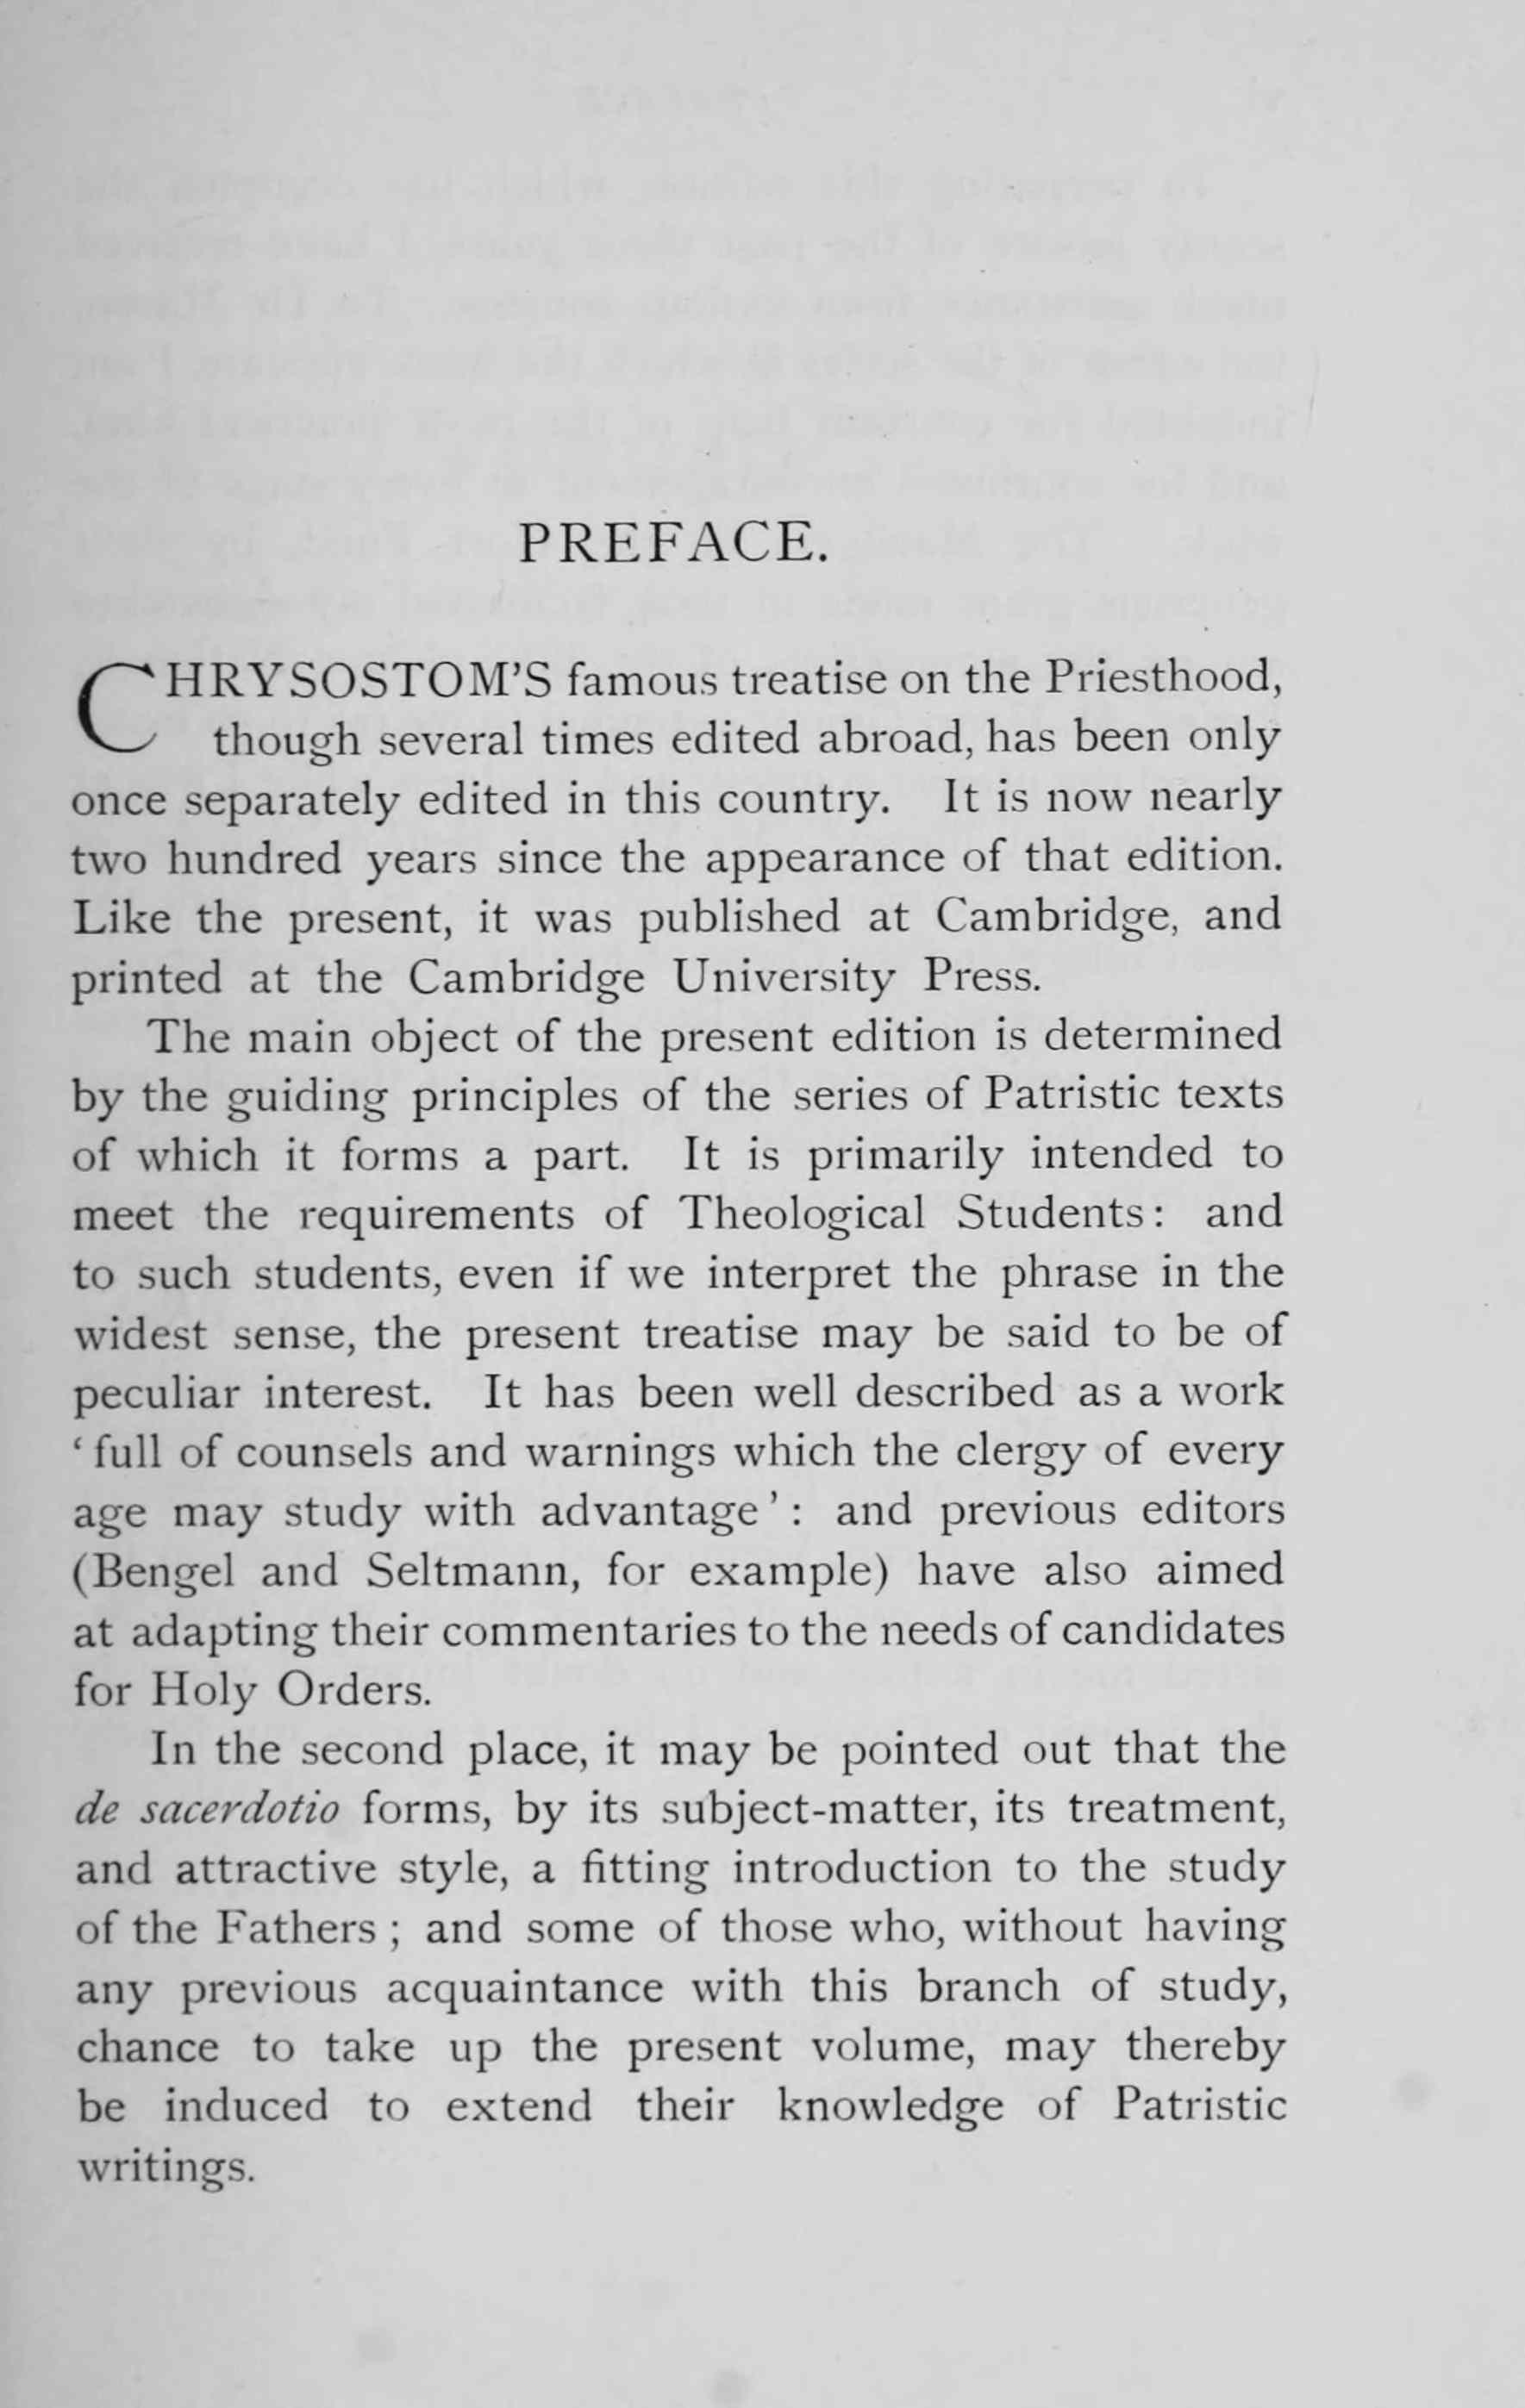 PREFACE.
CHRYSOSTOM'S famous treatise on the Priesthood,
though several times edited abroad, has been only
once separately edited in this country. It is now nearly
two hundred years since the appearance of that edition.
Like the present, it was published at Cambridge, and
printed at the Cambridge University Press.
The main object of the present edition is determined
by the guiding principles of the series of Patristic texts
of which it forms a part. It is primarily intended to
meet the requirements of Theological Students: and
to such students, even if we interpret the phrase in the
widest sense, the present treatise may be said to be of
peculiar interest. It has been well described as a work
‘full of counsels and warnings which the clergy of every
age may study with advantage’: and previous editors
(Bengel and Seltmann, for example) have also aimed
at adapting their commentaries to the needs of candidates
for Holy Orders.
In the second place, it may be pointed out that the
de sacerdotio forms, by its subject-matter, its treatment,
and attractive style, a fitting introduction to the study
of the Fathers; and some of those who, without having
any previous acquaintance with this branch of study,
chance to take up the present volume, may thereby
be induced to extend their knowledge of Patristic
writings.